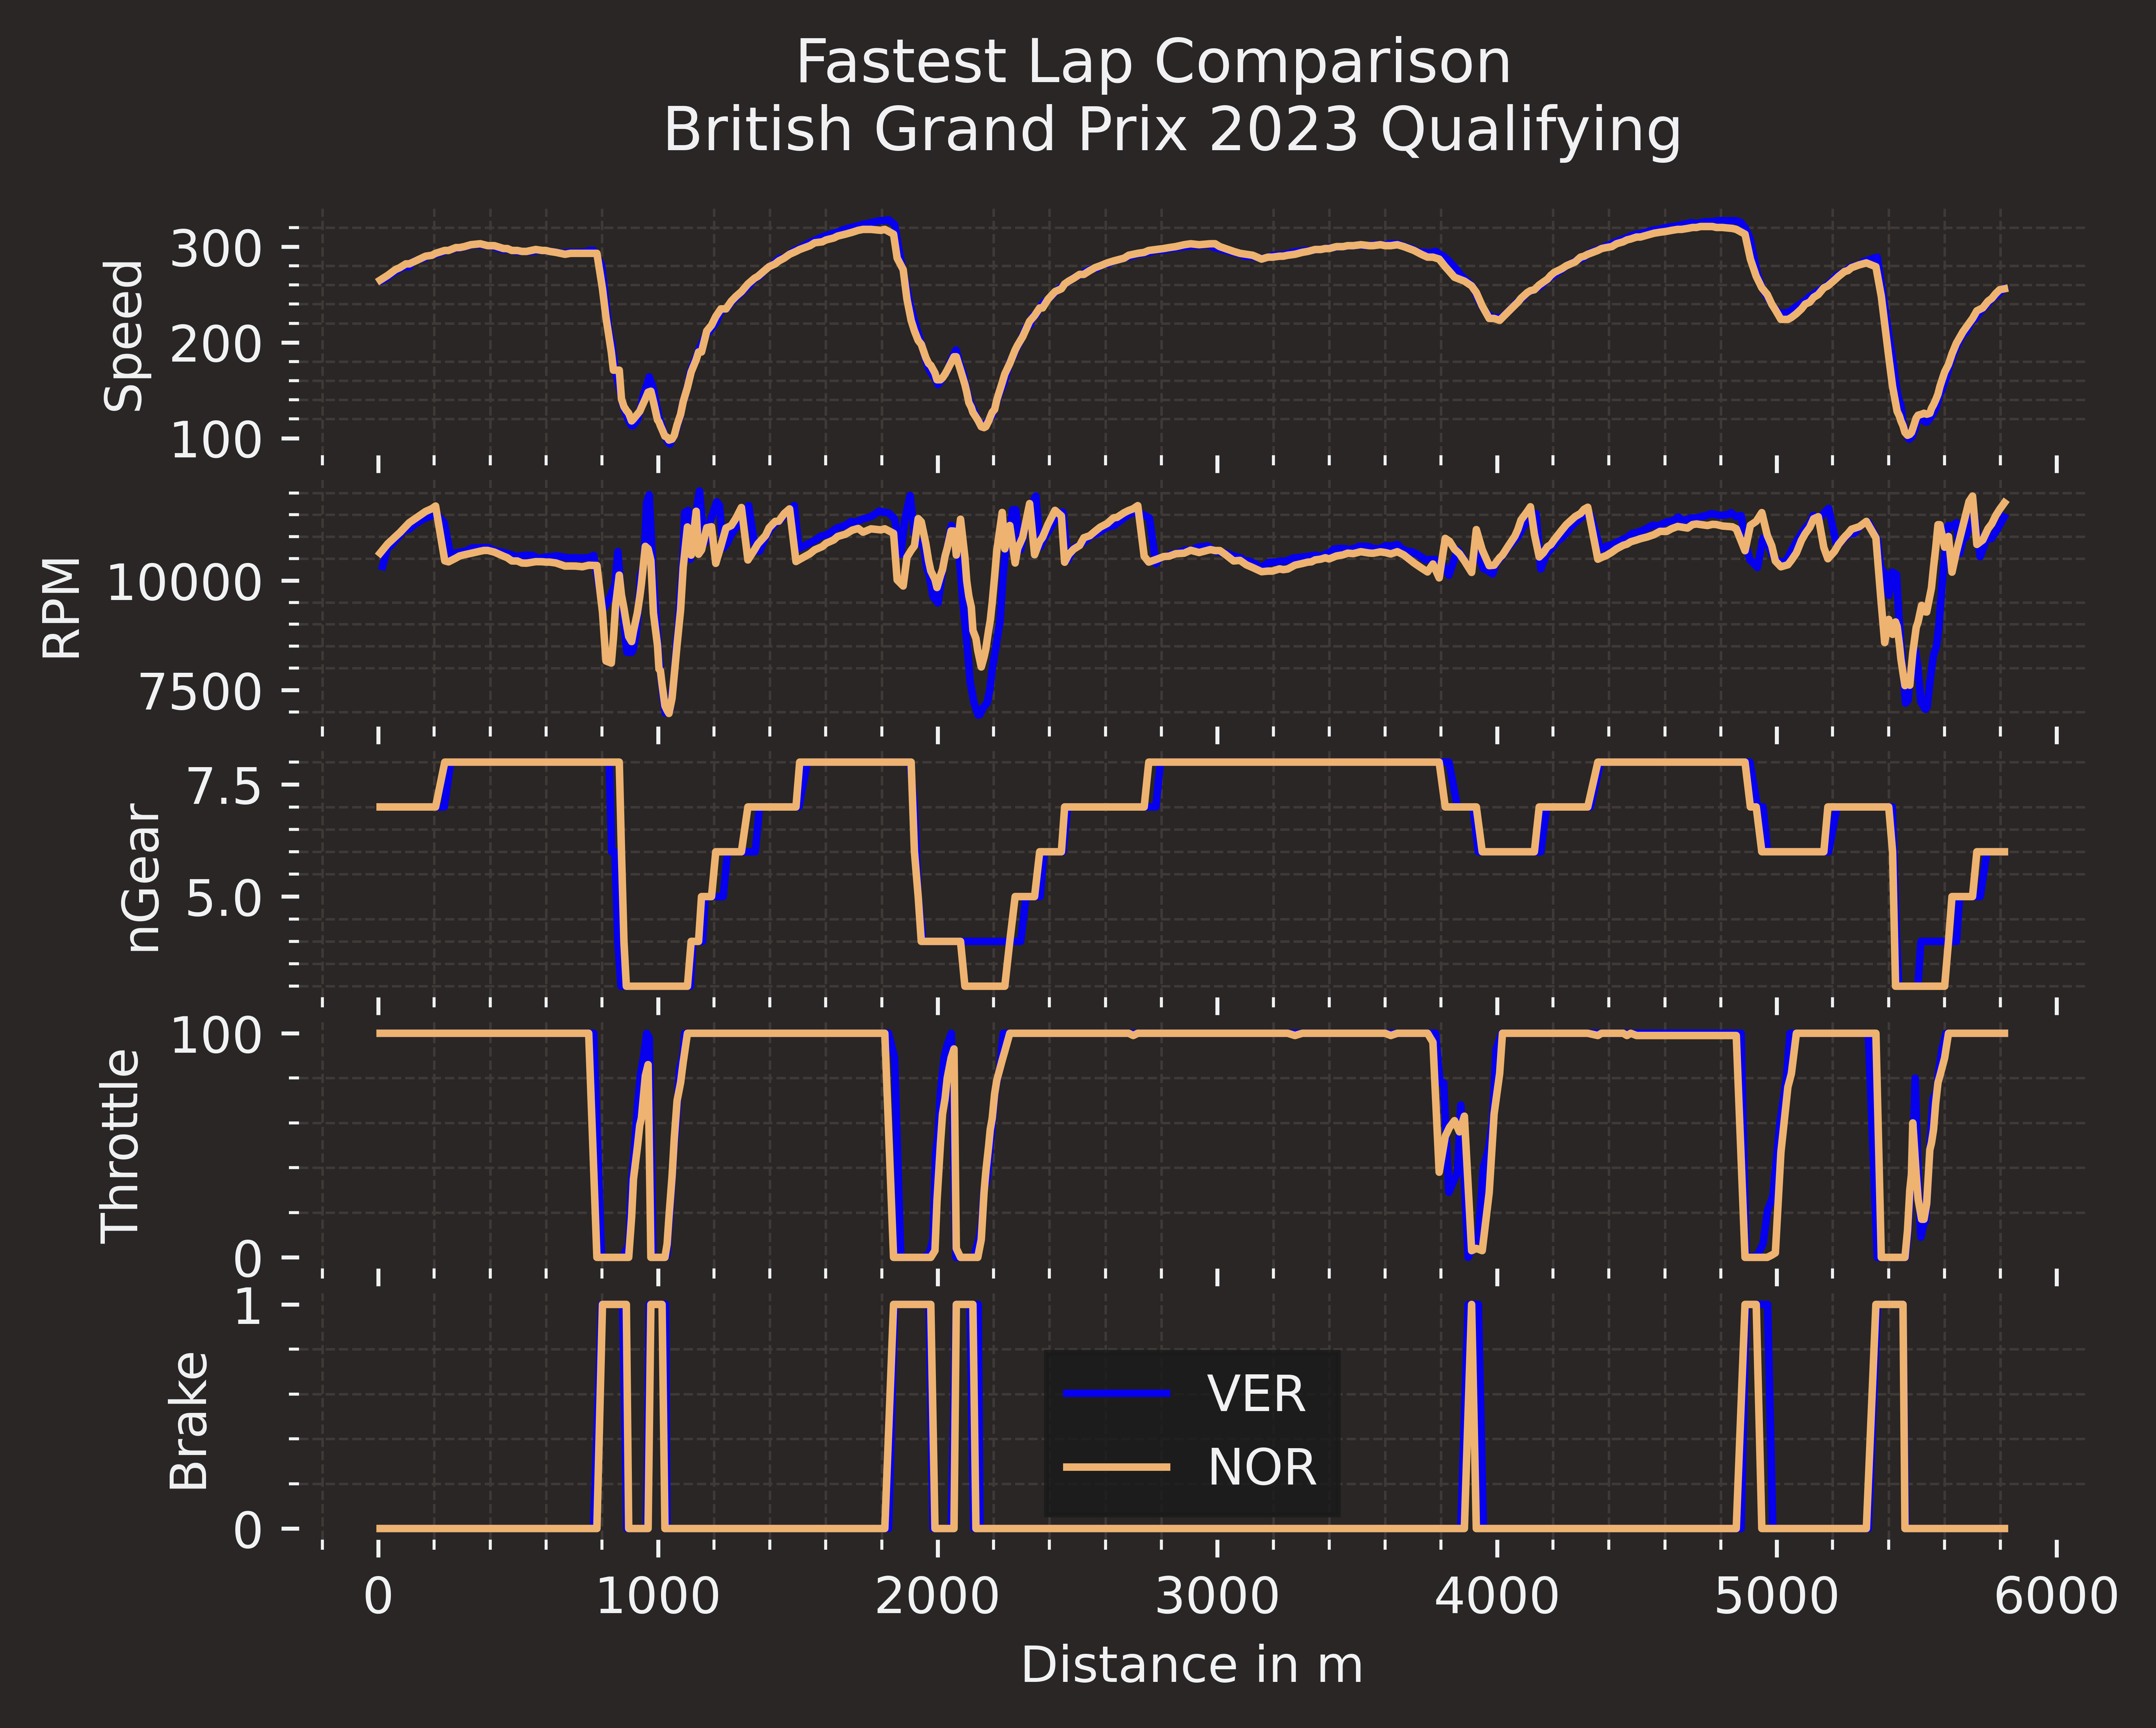 Fastest Lap Comparison
British Grand Prix 2023 Qualifying
Speed
300
200
100
RPM
10000
7500
nGear
7.5
5.0
Throttle
100
0
Brake
1
0
VER
NOR
0 1000 2000 3000 4000 5000 6000
Distance in m